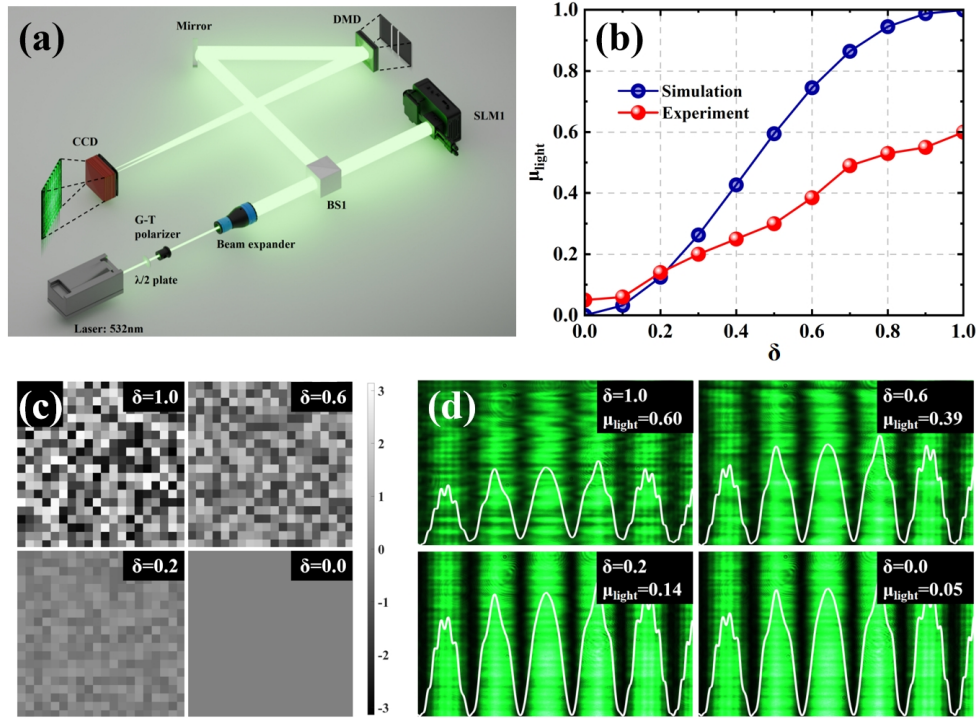 (a)
Mirror
DMD
SLM1
CCD
BS1
G-T
polarizer
Beam expander
λ/2 plate
Laser: 532nm
(b)
1.0
0.8
0.6
0.4
0.2
0.0
μlight
Simulation
Experiment
0.0 0.2 0.4 0.6 0.8 1.0
δ
(c)
δ=1.0
δ=0.6
δ=0.2
δ=0.0
3
2
1
0
-1
-2
-3
(d)
δ=1.0
μlight=0.60
δ=0.6
μlight=0.39
δ=0.2
μlight=0.14
δ=0.0
μlight=0.05